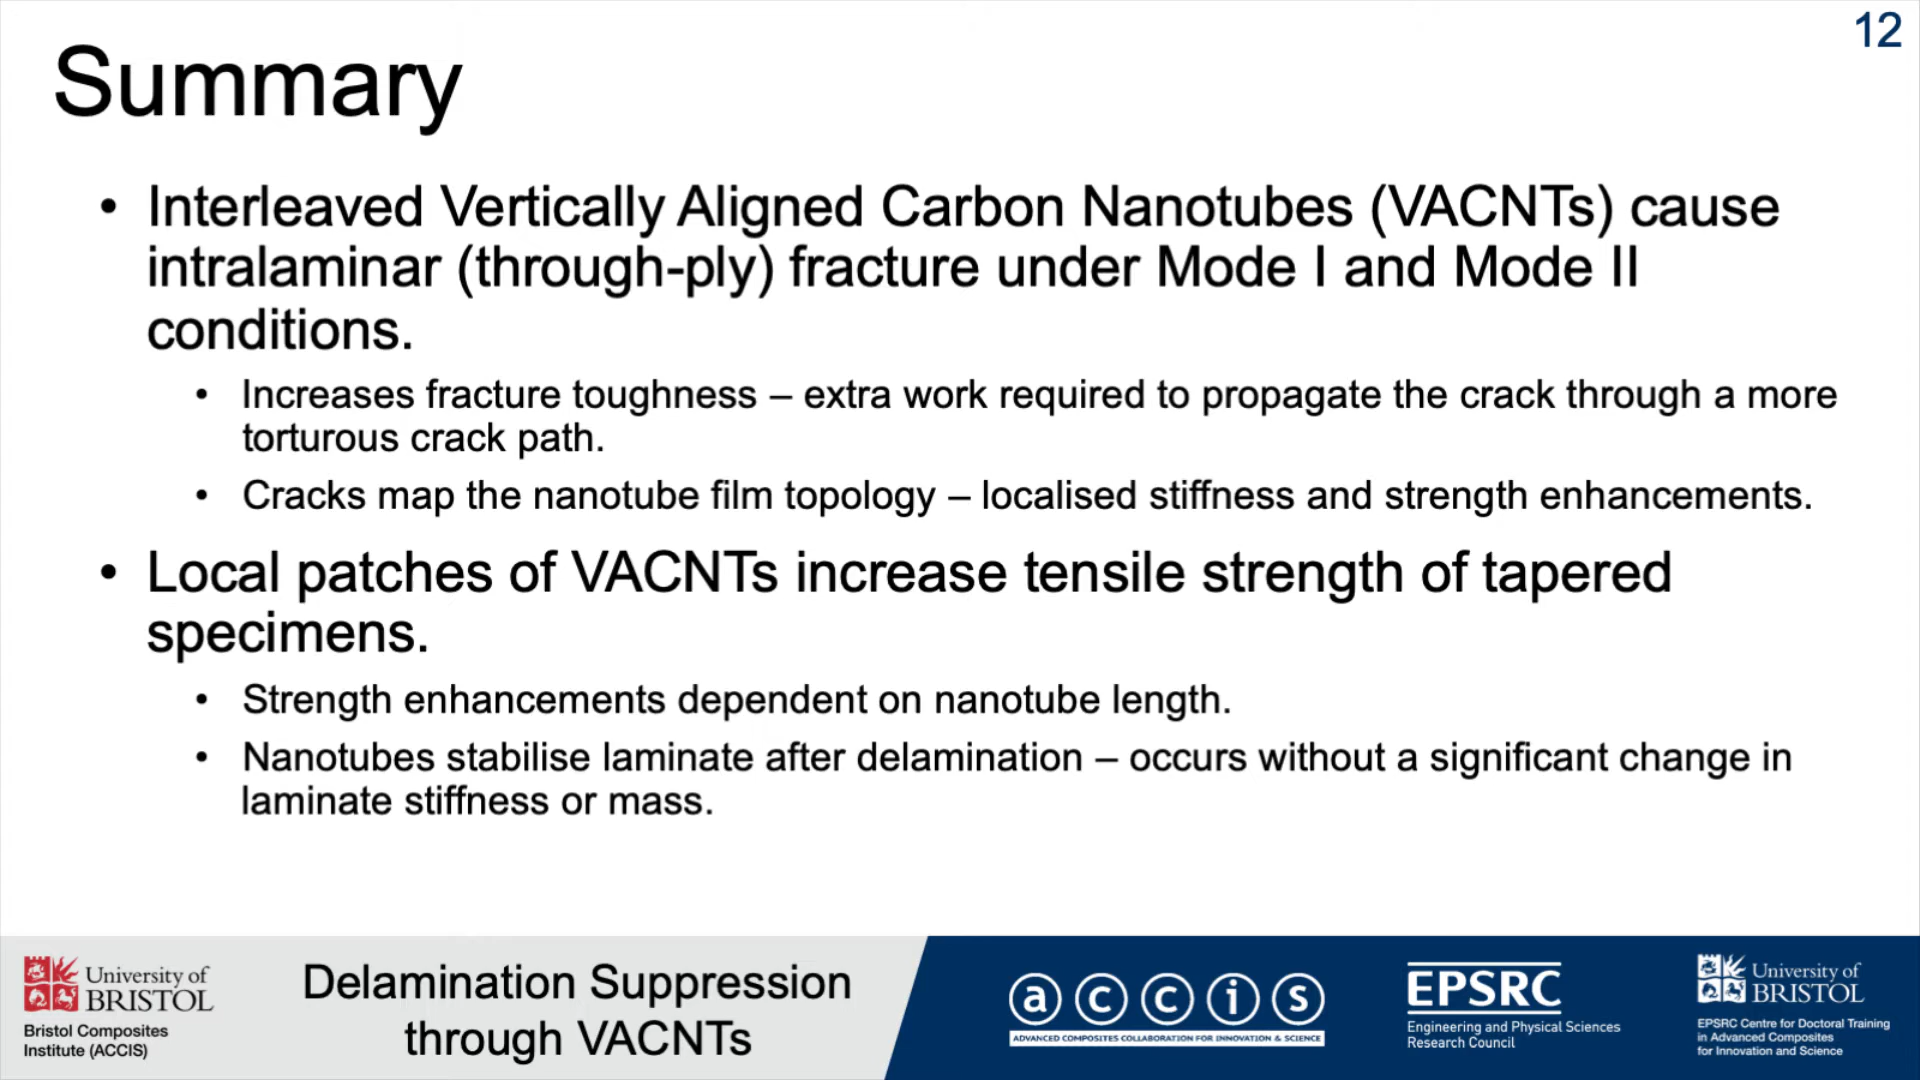 12
Summary
• Interleaved Vertically Aligned Carbon Nanotubes (VACNTs) cause
intralaminar (through-ply) fracture under Mode I and Mode II
conditions.
• Increases fracture toughness – extra work required to propagate the crack through a more
torturous crack path.
• Cracks map the nanotube film topology – localised stiffness and strength enhancements.
• Local patches of VACNTs increase tensile strength of tapered
specimens.
• Strength enhancements dependent on nanotube length.
• Nanotubes stabilise laminate after delamination – occurs without a significant change in
laminate stiffness or mass.
University of
BRISTOL
Bristol Composites
Institute (ACCIS)
Delamination Suppression
through VACNTs
accis
ADVANCED COMPOSITES COLLABORATION FOR INNOVATION & SCIENCE
EPSRC
Engineering and Physical Sciences
Research Council
University of
BRISTOL
EPSRC Centre for Doctoral Training
in Advanced Composites
for Innovation and Science